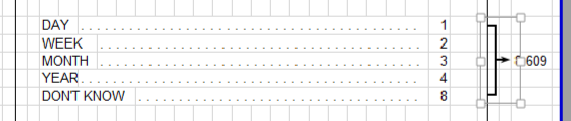 DAY 1
WEEK 2
MONTH 3 609
YEAR 4
DON'T KNOW 8